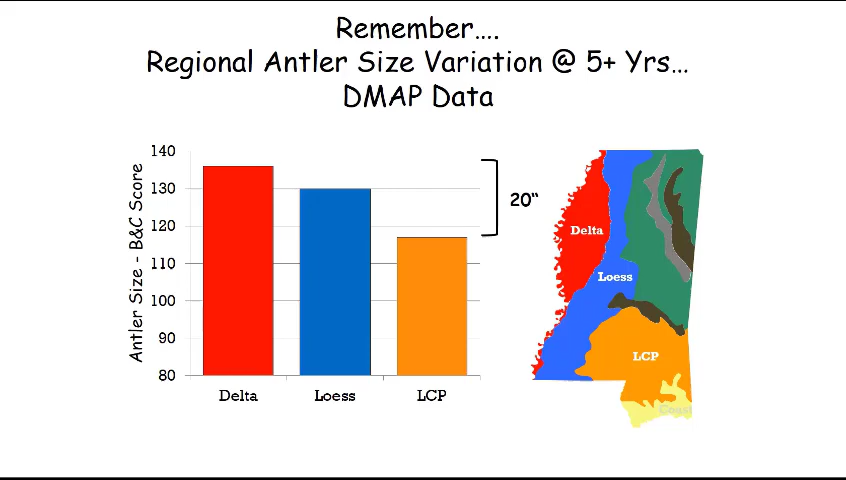 Remember....
Regional Antler Size Variation @ 5+ Yrs...
DMAP Data
Antler Size - B&C Score
140
130
120
110
100
90
80
Delta
Loess
LCP
20"
Delta
Loess
LCP
Coast